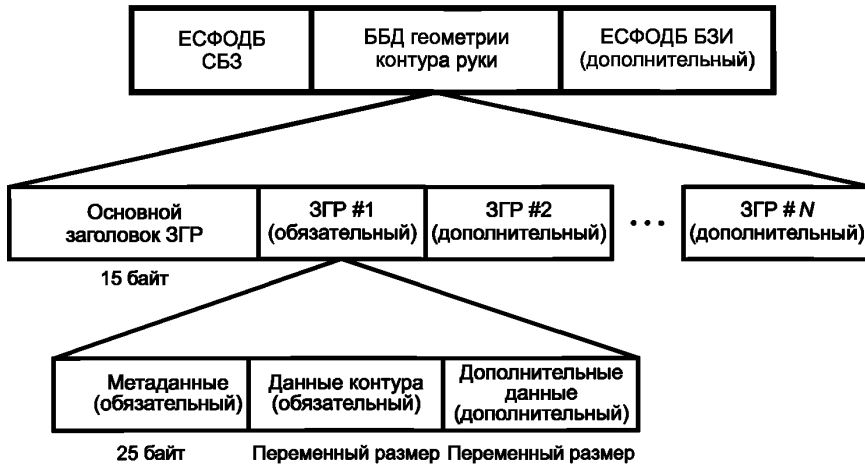 ЕСФОДБ
СБЗ
ББД геометрии
контура руки
ЕСФОДБ БЗИ
(дополнительный)
Основной
заголовок ЗГР
ЗГР #1
(обязательный)
ЗГР #2
(дополнительный)
...
ЗГР # N
(дополнительный)
15 байт
Метаданные
(обязательный)
Данные контура
(обязательный)
Дополнительные
данные
(дополнительный)
25 байт
Переменный размер
Переменный размер